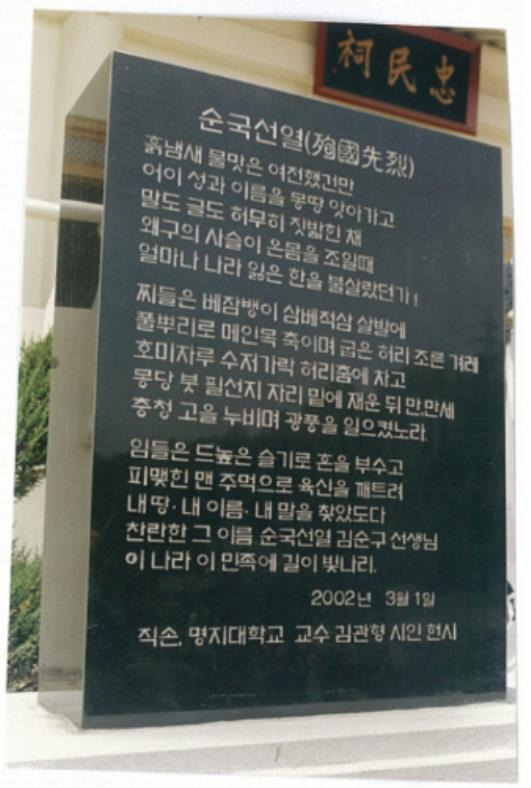 忠民祠
순국선열(殉國先烈)
흙냄새 물맛은 여전했건만
어이 성과 이름을 몽땅 앗아가고
말도 글도 허무히 짓밟힌 채
왜구의 사슬이 온몸을 조일때
얼마나 나라 잃은 한을 불살랐던가!
찌들은 베잠뱅이 삼베적삼 살발에
풀뿌리로 메인목 축이며 굽은 허리 조른 겨레
호미자루 수저가락 허리춤에 차고
몽당 붓 필선지 자리 밑에 재운 뒤 만.만세
충청 고을 누비며 광풍을 일으켰노라.
임들은 드높은 슬기로 혼을 부수고
피맺힌 맨 주먹으로 육신을 깨트려
내 땅·내 이름·내 말을 찾았도다
찬란한 그 이름 순국선열 김순구 선생님
이 나라 이 민족에 길이 빛나리.
2002년 3월 1일
직손, 명지대학교 교수 김관형 시인 헌시